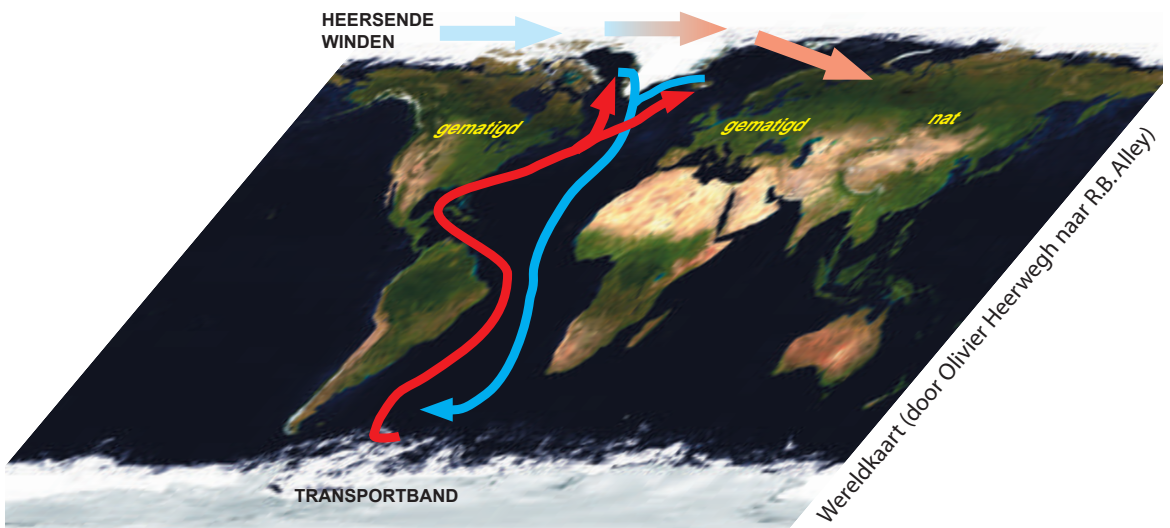 HEERSENDE
WINDEN
gematigd
gematigd
nat
TRANSPORTBAND
Wereldkaart (door Olivier Heerwegh naar R.B. Alley)